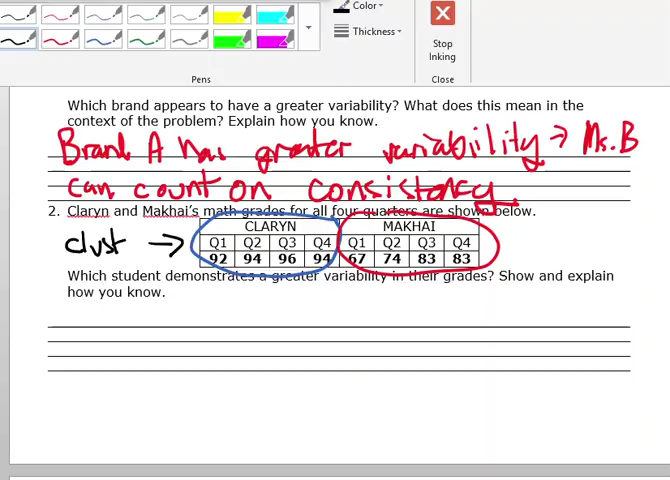 Color
Thickness
Stop
Inking
Pens
Close
Which brand appears to have a greater variability? What does this mean in the
context of the problem? Explain how you know.
Brand A has greater variabiility → Ms. B
can count on consistancy
2. Claryn and Makhai's math grades for all four quarters are shown below.
clust →
CLARYN MAKHAI
Q1 Q2 Q3 Q4 Q1 Q2 Q3 Q4
92 94 96 94 67 74 83 83
Which student demonstrates a greater variability in their grades? Show and explain
how you know.